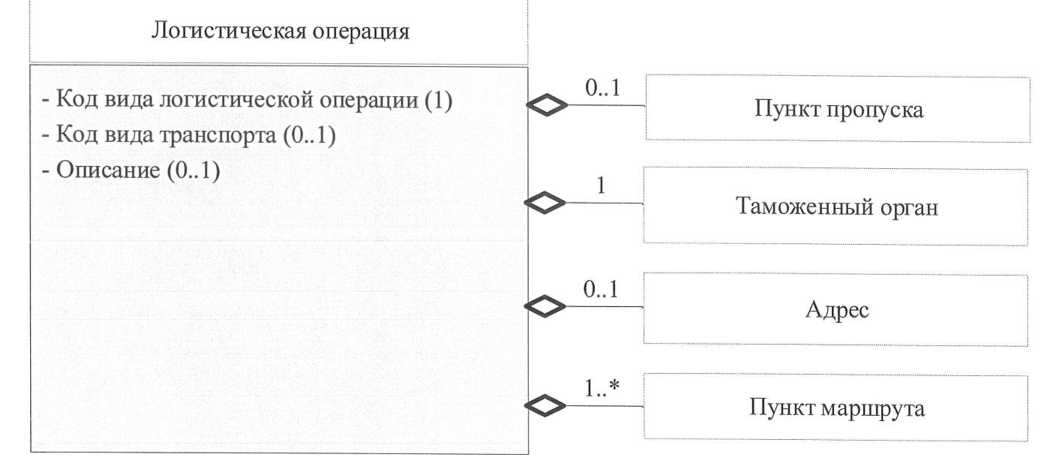 Логистическая операция
- Код вида логистической операции (1)
- Код вида транспорта (0..1)
- Описание (0..1)
0..1
Пункт пропуска
1
Таможенный орган
0..1
Адрес
1..*
Пункт маршрута